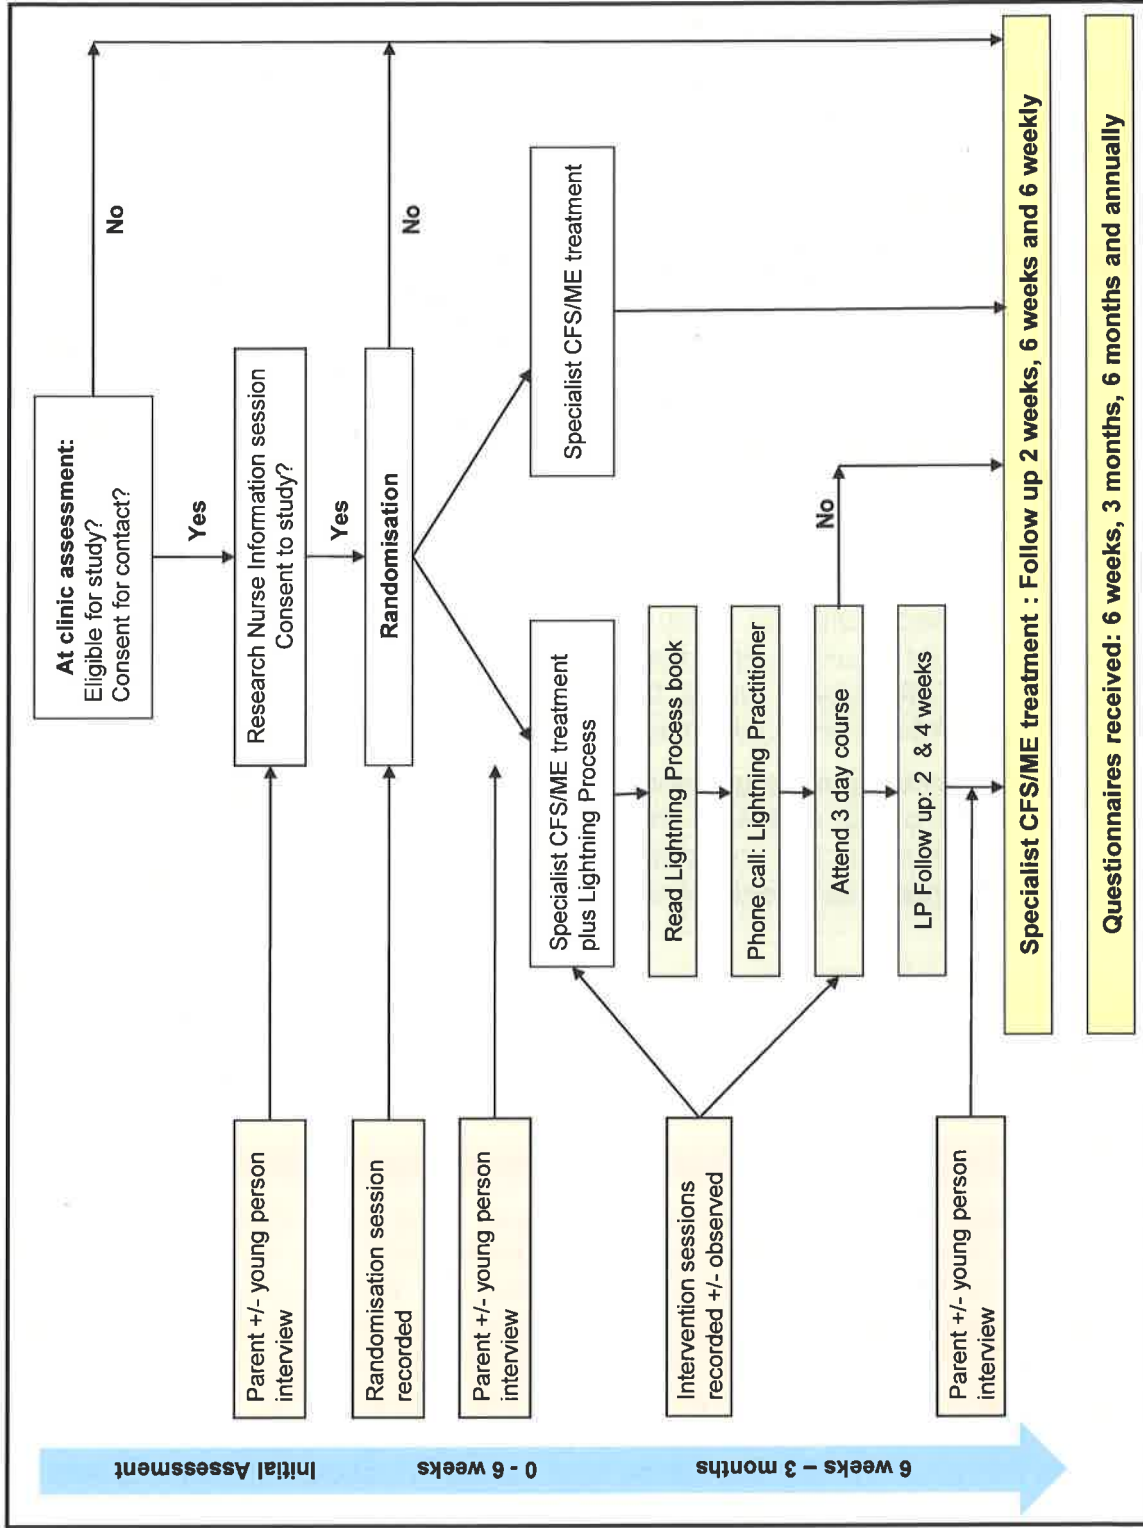 At clinic assessment:
Eligible for study?
Consent for contact?
No
Yes
Parent +/- young person
interview
Research Nurse Information session
Consent to study?
Yes
Randomisation session
recorded
Randomisation
No
Parent +/- young person
interview
Specialist CFS/ME treatment
plus Lightning Process
Specialist CFS/ME treatment
Intervention sessions
recorded +/- observed
Read Lightning Process book
Phone call: Lightning Practitioner
Attend 3 day course
No
LP Follow up: 2 & 4 weeks
Parent +/- young person
interview
Specialist CFS/ME treatment : Follow up 2 weeks, 6 weeks and 6 weekly
Questionnaires received: 6 weeks, 3 months, 6 months and annually
Initial Assessment
0 - 6 weeks
6 weeks – 3 months